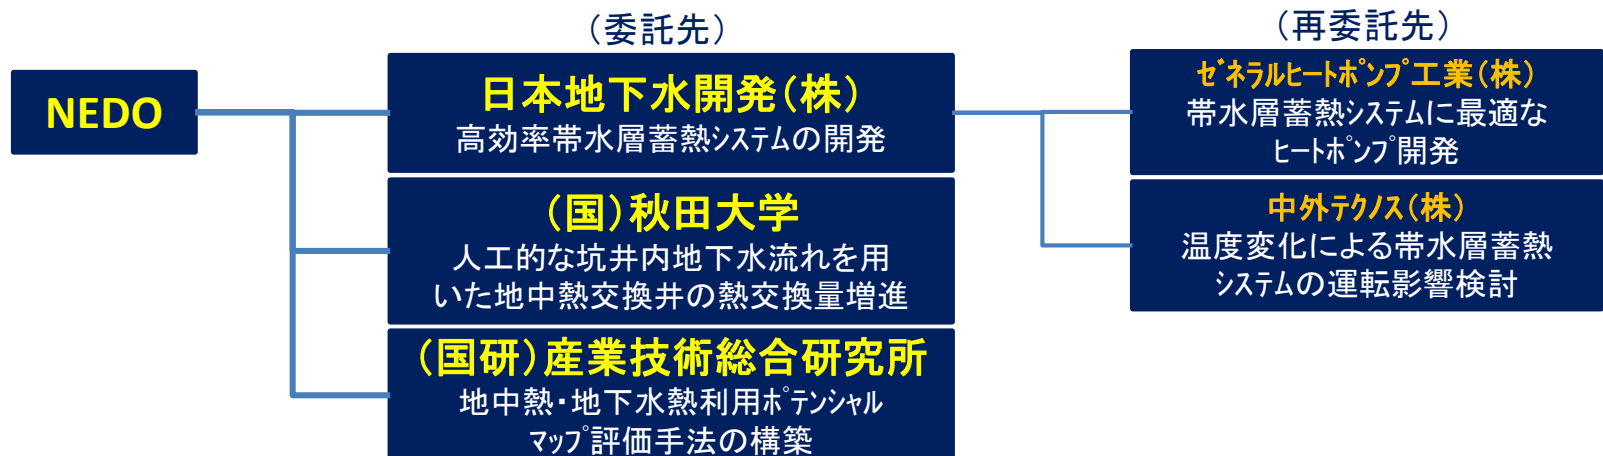 （委託先）
（再委託先）
NEDO
日本地下水開発（株）
高効率帯水層蓄熱ｼｽﾃﾑの開発
（国）秋田大学
人工的な坑井内地下水流れを用
いた地中熱交換井の熱交換量増進
（国研）産業技術総合研究所
地中熱・地下水熱利用ﾎﾟﾃﾝｼｬﾙ
ﾏｯﾌﾟ評価手法の構築
ｾﾞﾈﾗﾙﾋｰﾄﾎﾟﾝﾌﾟ工業（株）
帯水層蓄熱ｼｽﾃﾑに最適な
ﾋｰﾄﾎﾟﾝﾌﾟ開発
中外ﾃｸﾉｽ（株）
温度変化による帯水層蓄熱
ｼｽﾃﾑの運転影響検討